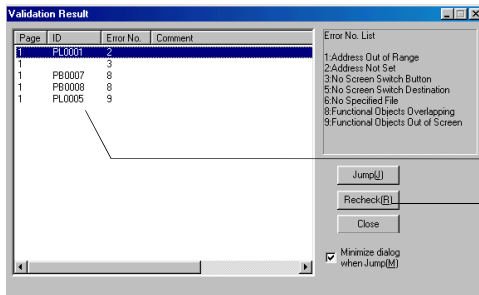 Validation Result
Page ID Error No. Comment
1 PL0001 2
1 3
1 PB0007 8
1 PB0008 8
1 PL0005 9
Error No. List
1:Address Out of Range
2:Address Not Set
3:No Screen Switch Button
5:No Screen Switch Destination
6:No Specified File
8:Functional Objects Overlapping
9:Functional Objects Out of Screen
Jump(J)
Recheck(R)
Close
Minimize dialog
when Jump(M)